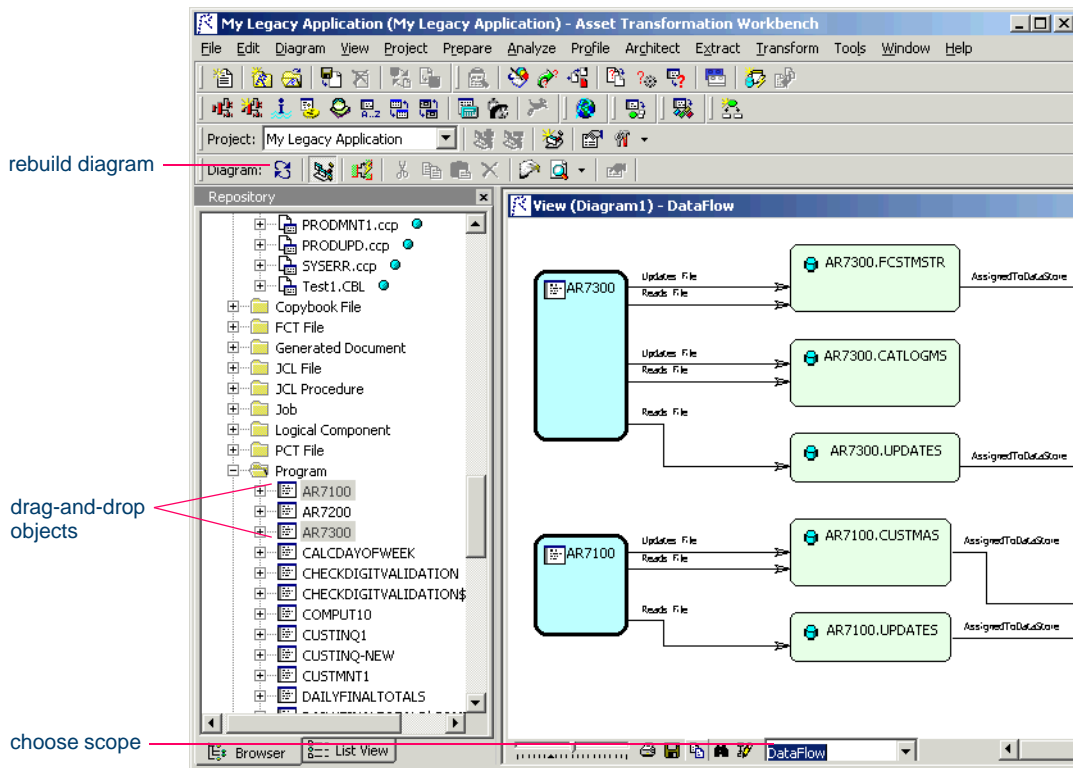 My Legacy Application (My Legacy Application) - Asset Transformation Workbench
File Edit Diagram View Project Prepare Analyze Profile Architect Extract Transform Tools Window Help
Project: My Legacy Application
rebuild diagram
Diagram:
Repository
PRODMNT1.ccp
PRODUPD.ccp
SYSERR.ccp
Test1.CBL
Copybook File
FCT File
Generated Document
JCL File
JCL Procedure
Job
Logical Component
PCT File
Program
drag-and-drop
objects
AR7100
AR7200
AR7300
CALCDAYOFWEEK
CHECKDIGITVALIDATION
CHECKDIGITVALIDATION$
COMPUT10
CUSTINQ1
CUSTINQ-NEW
CUSTMNT1
DAILYFINALTOTALS
Browser
List View
View (Diagram1) - DataFlow
AR7300
Updates File
Reads File
AR7300.FCSTMSTR
AssignedToDataStore
Updates File
Reads File
AR7300.CATLOGMS
Reads File
AR7300.UPDATES
AssignedToDataStore
AR7100
Updates File
Reads File
AR7100.CUSTMAS
AssignedToDataStore
Reads File
AR7100.UPDATES
AssignedToDataStore
choose scope
DataFlow